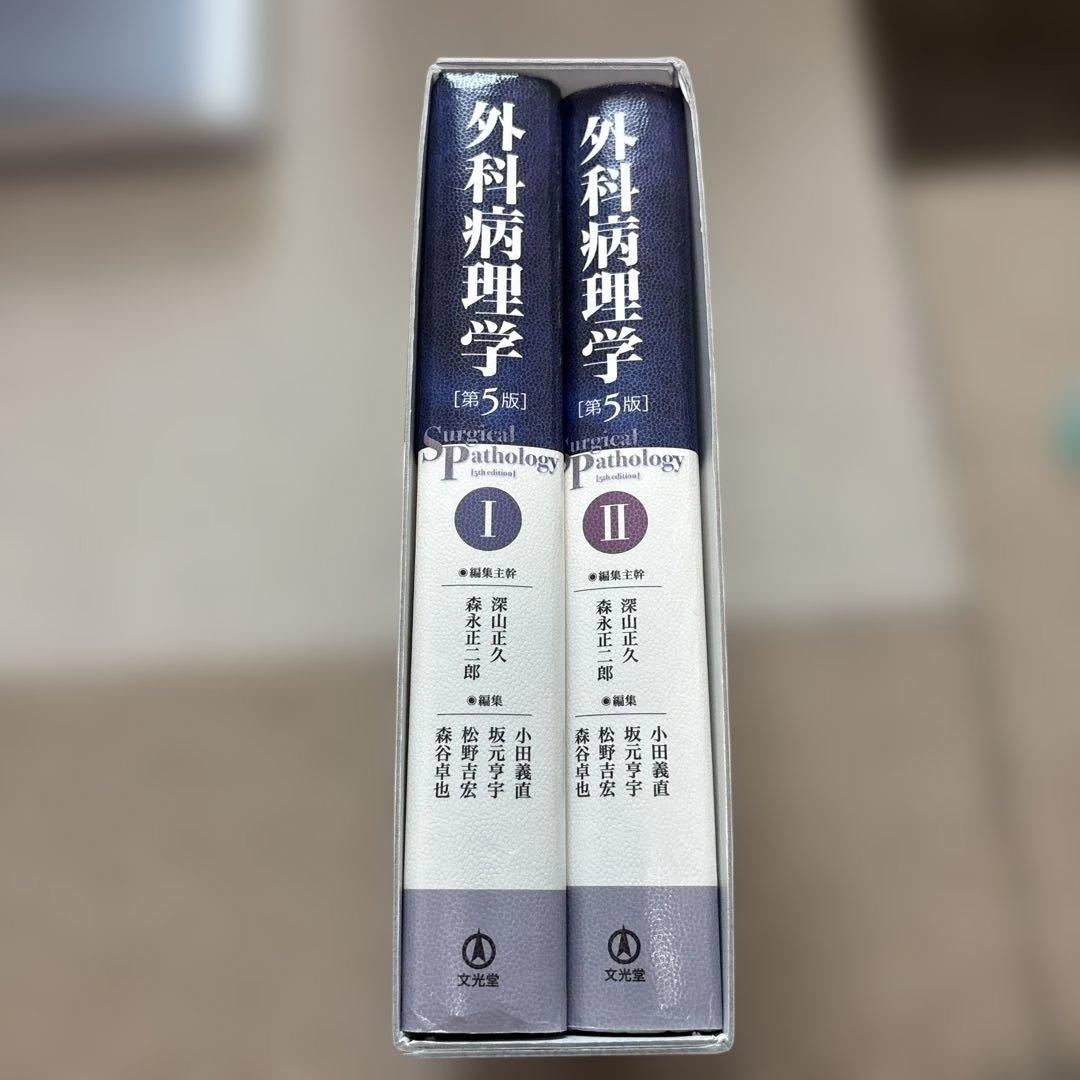 外科病理学
[第5版]
Surgical
Pathology
[5th edition]
I
◉編集主幹
深山正久
森永正二郎
◉編集
小田義直
坂元亨宇
松野吉宏
森谷卓也
文光堂
外科病理学
[第5版]
Surgical
Pathology
[5th edition]
II
◉編集主幹
深山正久
森永正二郎
◉編集
小田義直
坂元亨宇
松野吉宏
森谷卓也
文光堂